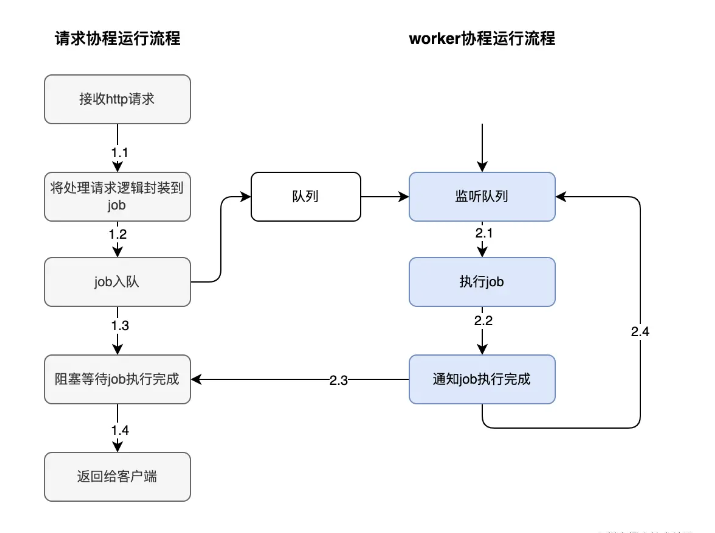 请求协程运行流程
worker协程运行流程
接收http请求
1.1
将处理请求逻辑封装到
job
队列
监听队列
1.2
2.1
job入队
执行job
1.3
2.2
2.4
阻塞等待job执行完成
2.3
通知job执行完成
1.4
返回给客户端